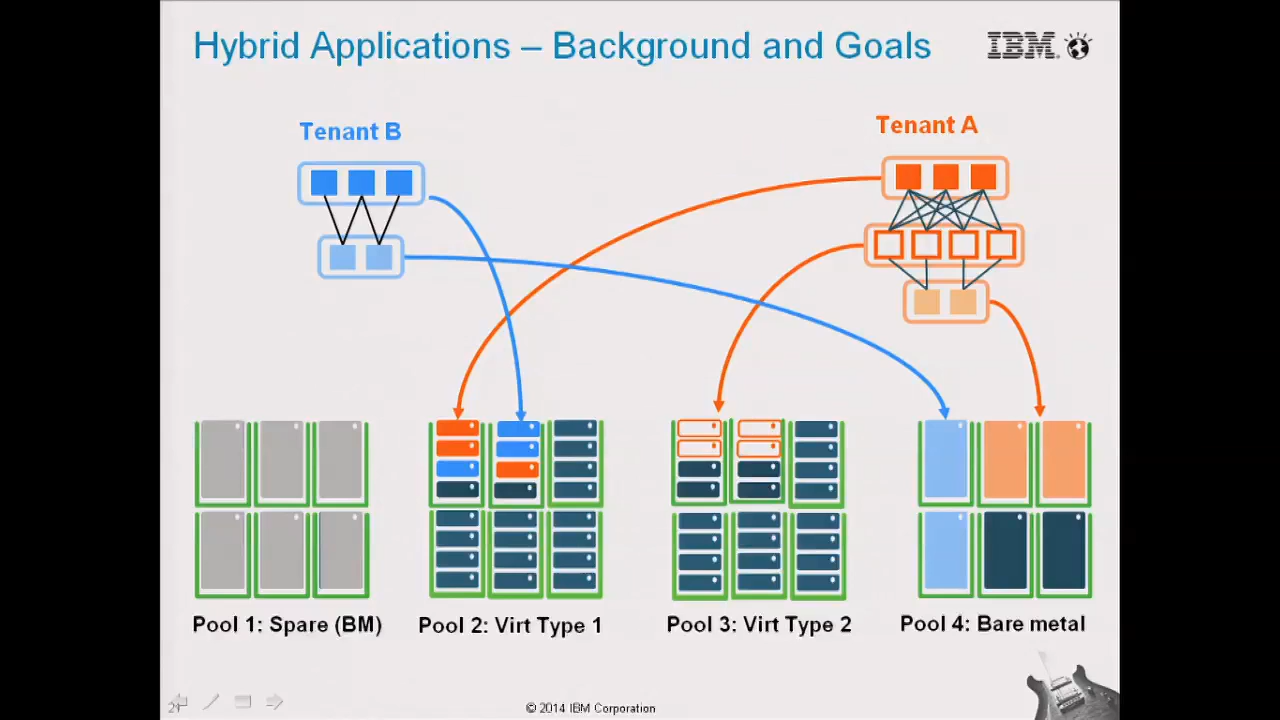 Hybrid Applications – Background and Goals
IBM
Tenant B
Tenant A
Pool 1: Spare (BM)
Pool 2: Virt Type 1
Pool 3: Virt Type 2
Pool 4: Bare metal
© 2014 IBM Corporation